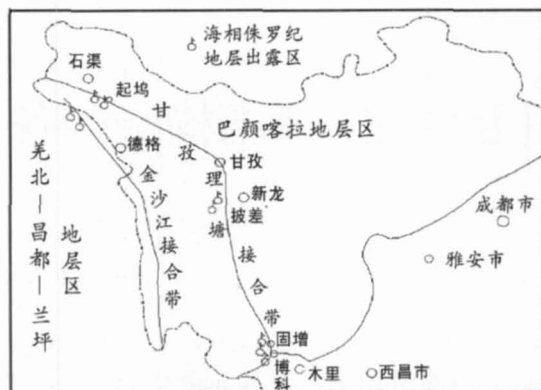 海相侏罗纪
地层出露区
石渠
起坞
甘孜理塘接合带
巴颜喀拉地层区
德格
甘孜
新龙
披差
金沙江接合带
羌北—昌都—兰坪
地层区
成都市
雅安市
固增
博科
木里
西昌市